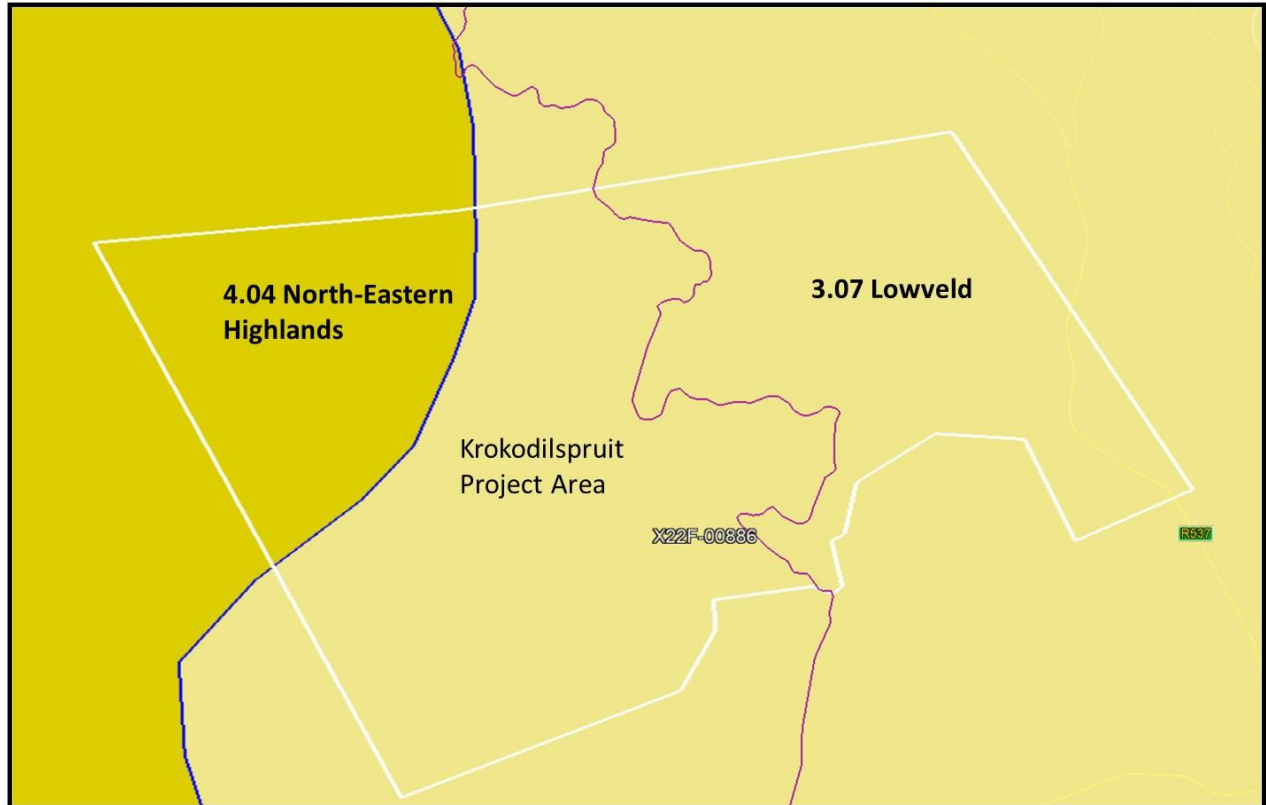 4.04 North-Eastern
Highlands
3.07 Lowveld
Krokodilspruit
Project Area
X22F-00886
R537